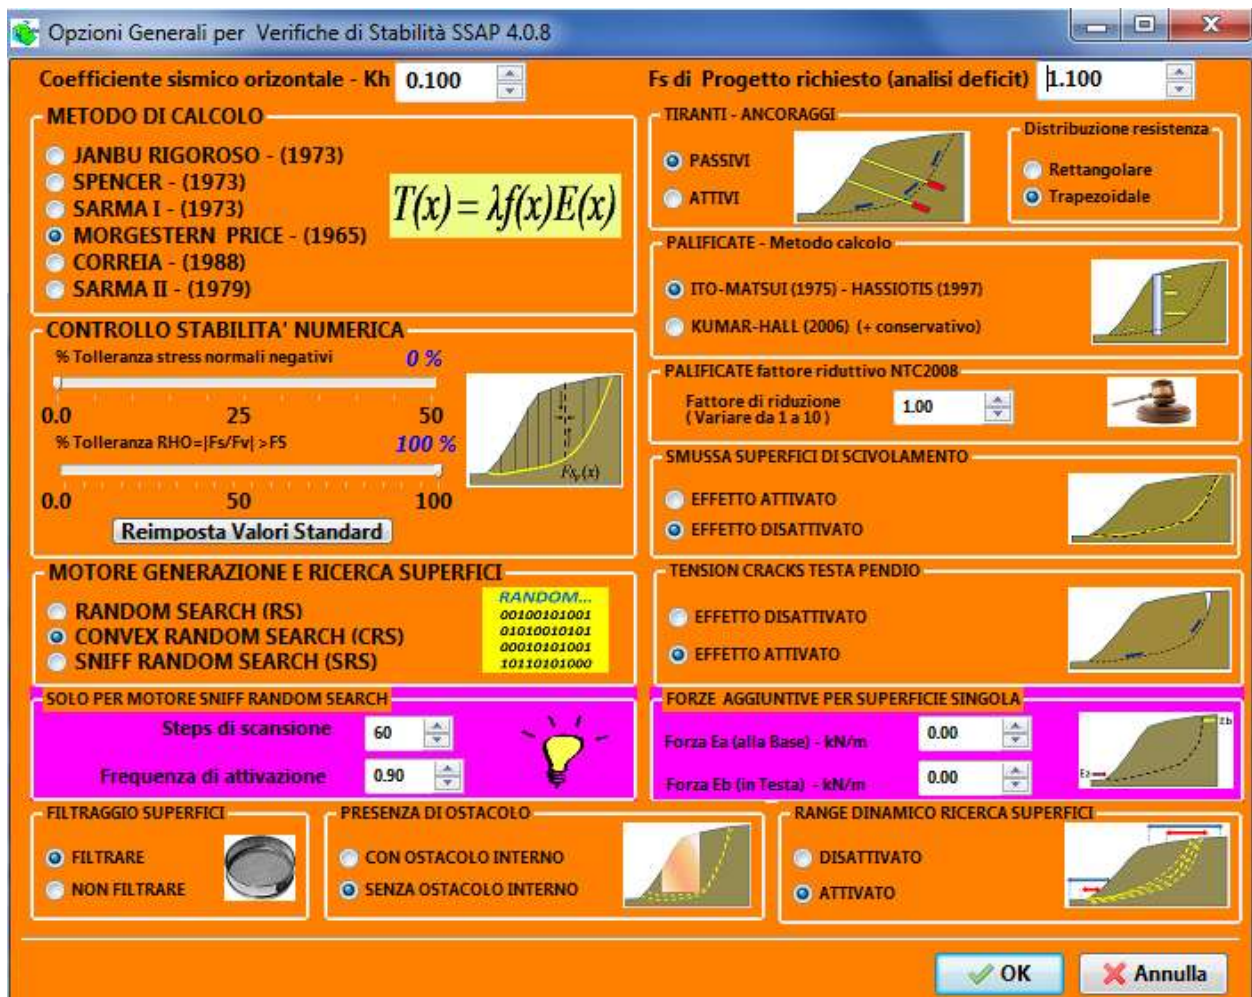 Opzioni Generali per Verifiche di Stabilità SSAP 4.0.8
Coefficiente sismico orizontale - Kh 0.100
Fs di Progetto richiesto (analisi deficit) 1.100
METODO DI CALCOLO
JANBU RIGOROSO - (1973)
SPENCER - (1973)
SARMA I - (1973)
MORGESTERN PRICE - (1965)
CORREIA - (1988)
SARMA II - (1979)
T(x) = λf(x)E(x)
TIRANTI - ANCORAGGI
PASSIVI
ATTIVI
Distribuzione resistenza
Rettangolare
Trapezoidale
PALIFICATE - Metodo calcolo
ITO-MATSUI (1975) - HASSIOTIS (1997)
KUMAR-HALL (2006) (+ conservativo)
CONTROLLO STABILITA' NUMERICA
% Tolleranza stress normali negativi 0 %
0.0 25 50
% Tolleranza RHO=|Fs/Fv| >FS 100 %
0.0 50 100
Fsv(x)
Reimposta Valori Standard
PALIFICATE fattore riduttivo NTC2008
Fattore di riduzione
( Variare da 1 a 10 )
1.00
SMUSSA SUPERFICI DI SCIVOLAMENTO
EFFETTO ATTIVATO
EFFETTO DISATTIVATO
MOTORE GENERAZIONE E RICERCA SUPERFICI
RANDOM SEARCH (RS)
CONVEX RANDOM SEARCH (CRS)
SNIFF RANDOM SEARCH (SRS)
RANDOM...
00100101001
01010010101
00010101001
10110101000
TENSION CRACKS TESTA PENDIO
EFFETTO DISATTIVATO
EFFETTO ATTIVATO
SOLO PER MOTORE SNIFF RANDOM SEARCH
Steps di scansione 60
Frequenza di attivazione 0.90
FORZE AGGIUNTIVE PER SUPERFICIE SINGOLA
Forza Ea (alla Base) - kN/m 0.00
Forza Eb (in Testa) - kN/m 0.00
Eb
Ea
FILTRAGGIO SUPERFICI
FILTRARE
NON FILTRARE
PRESENZA DI OSTACOLO
CON OSTACOLO INTERNO
SENZA OSTACOLO INTERNO
RANGE DINAMICO RICERCA SUPERFICI
DISATTIVATO
ATTIVATO
OK
Annulla